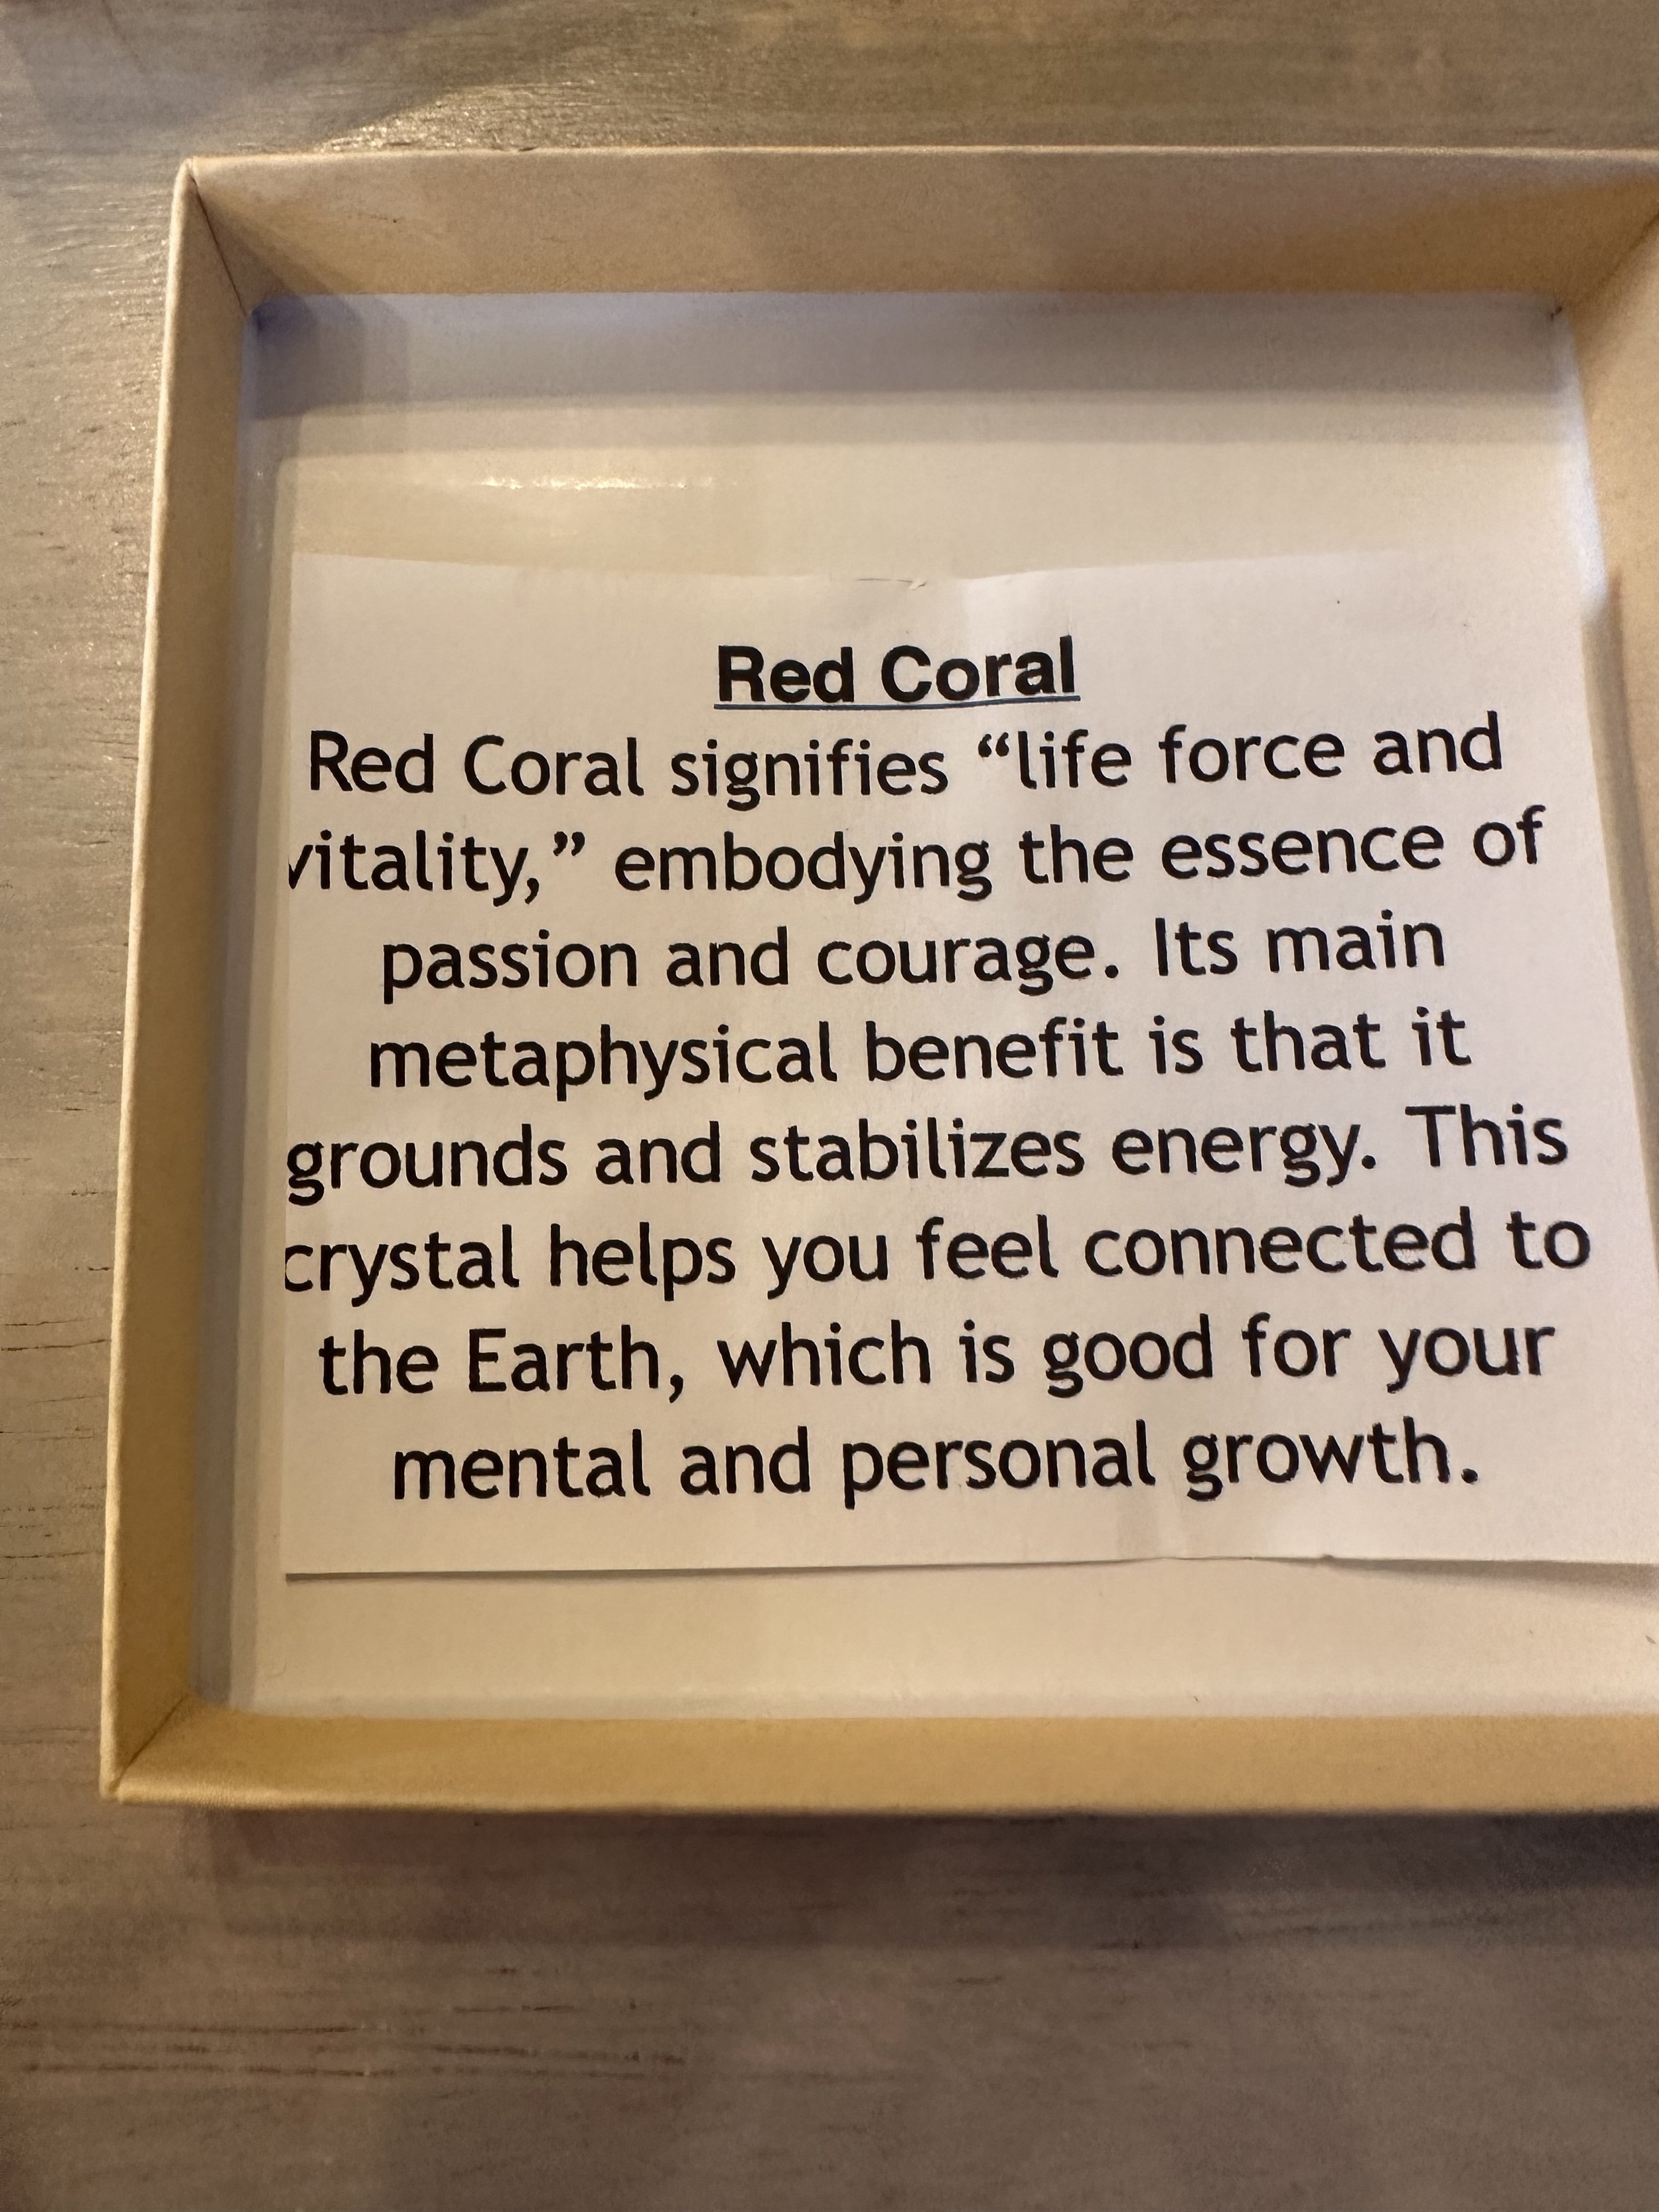 Red Coral
Red Coral signifies “life force and
vitality,” embodying the essence of
passion and courage. Its main
metaphysical benefit is that it
grounds and stabilizes energy. This
crystal helps you feel connected to
the Earth, which is good for your
mental and personal growth.